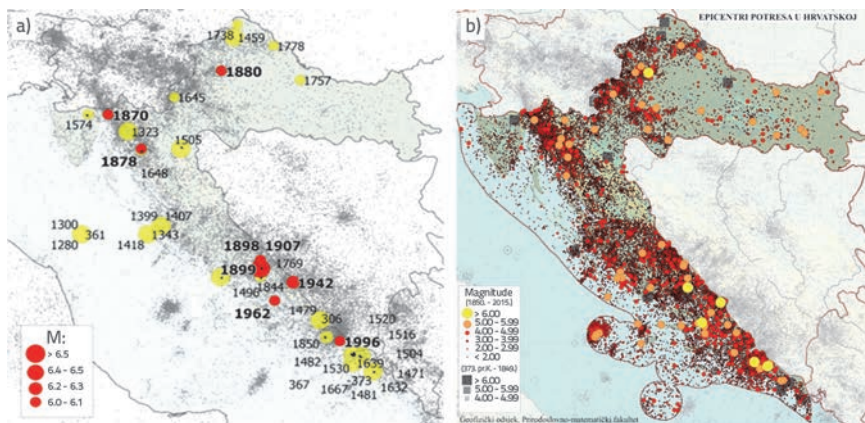 a)
1738 1459
1778
1880
1757
1645
1870
1574
1323
1505
1878
1648
1399 1407
1300
361
1280
1418 1343
1898 1907
1899
1769
1942
1490
1844
1962
1479
306
1520
1850
1996
1516
1482
1504
1530 1639
1471
367
373
1632
1667
1481
M:
> 6.5
6.4 - 6.5
6.2 - 6.3
6.0 - 6.1
b)
EPICENTRI POTRESA U HRVATSKOJ
Magnitude
(1850. - 2015.)
> 6.00
5.00 - 5.99
4.00 - 4.99
3.00 - 3.99
2.00 - 2.99
< 2.00
(373. pr.K. - 1849.)
> 6.00
5.00 - 5.99
4.00 - 4.99
Geofizički odsjek, Prirodoslovno-matematički fakultet